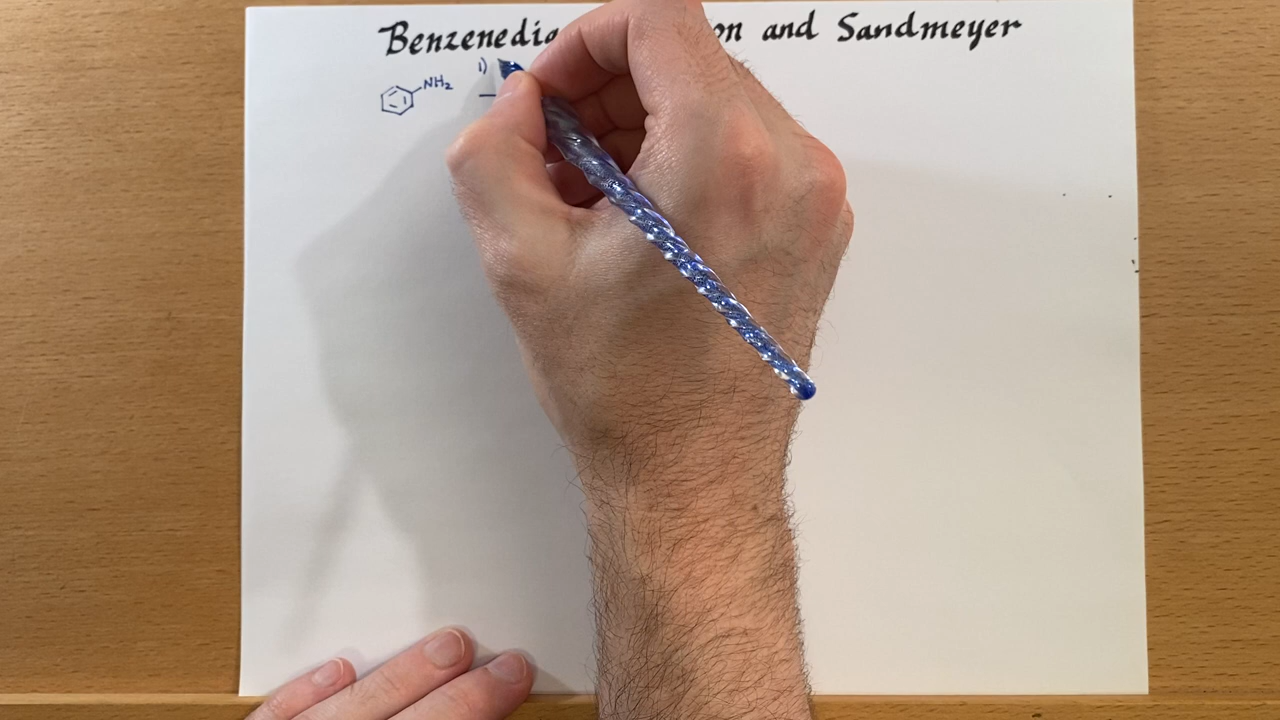 Benzenedia on and Sandmeyer
1)
NH₂